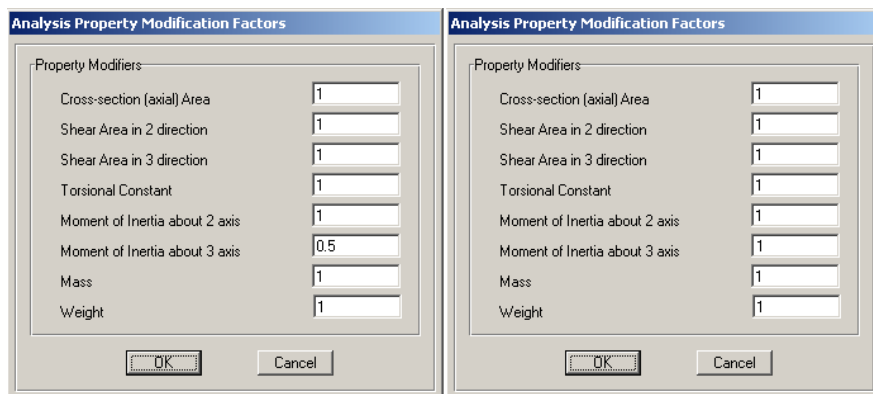 Analysis Property Modification Factors
Property Modifiers
Cross-section (axial) Area 1
Shear Area in 2 direction 1
Shear Area in 3 direction 1
Torsional Constant 1
Moment of Inertia about 2 axis 1
Moment of Inertia about 3 axis 0.5
Mass 1
Weight 1
OK Cancel
Analysis Property Modification Factors
Property Modifiers
Cross-section (axial) Area 1
Shear Area in 2 direction 1
Shear Area in 3 direction 1
Torsional Constant 1
Moment of Inertia about 2 axis 1
Moment of Inertia about 3 axis 1
Mass 1
Weight 1
OK Cancel